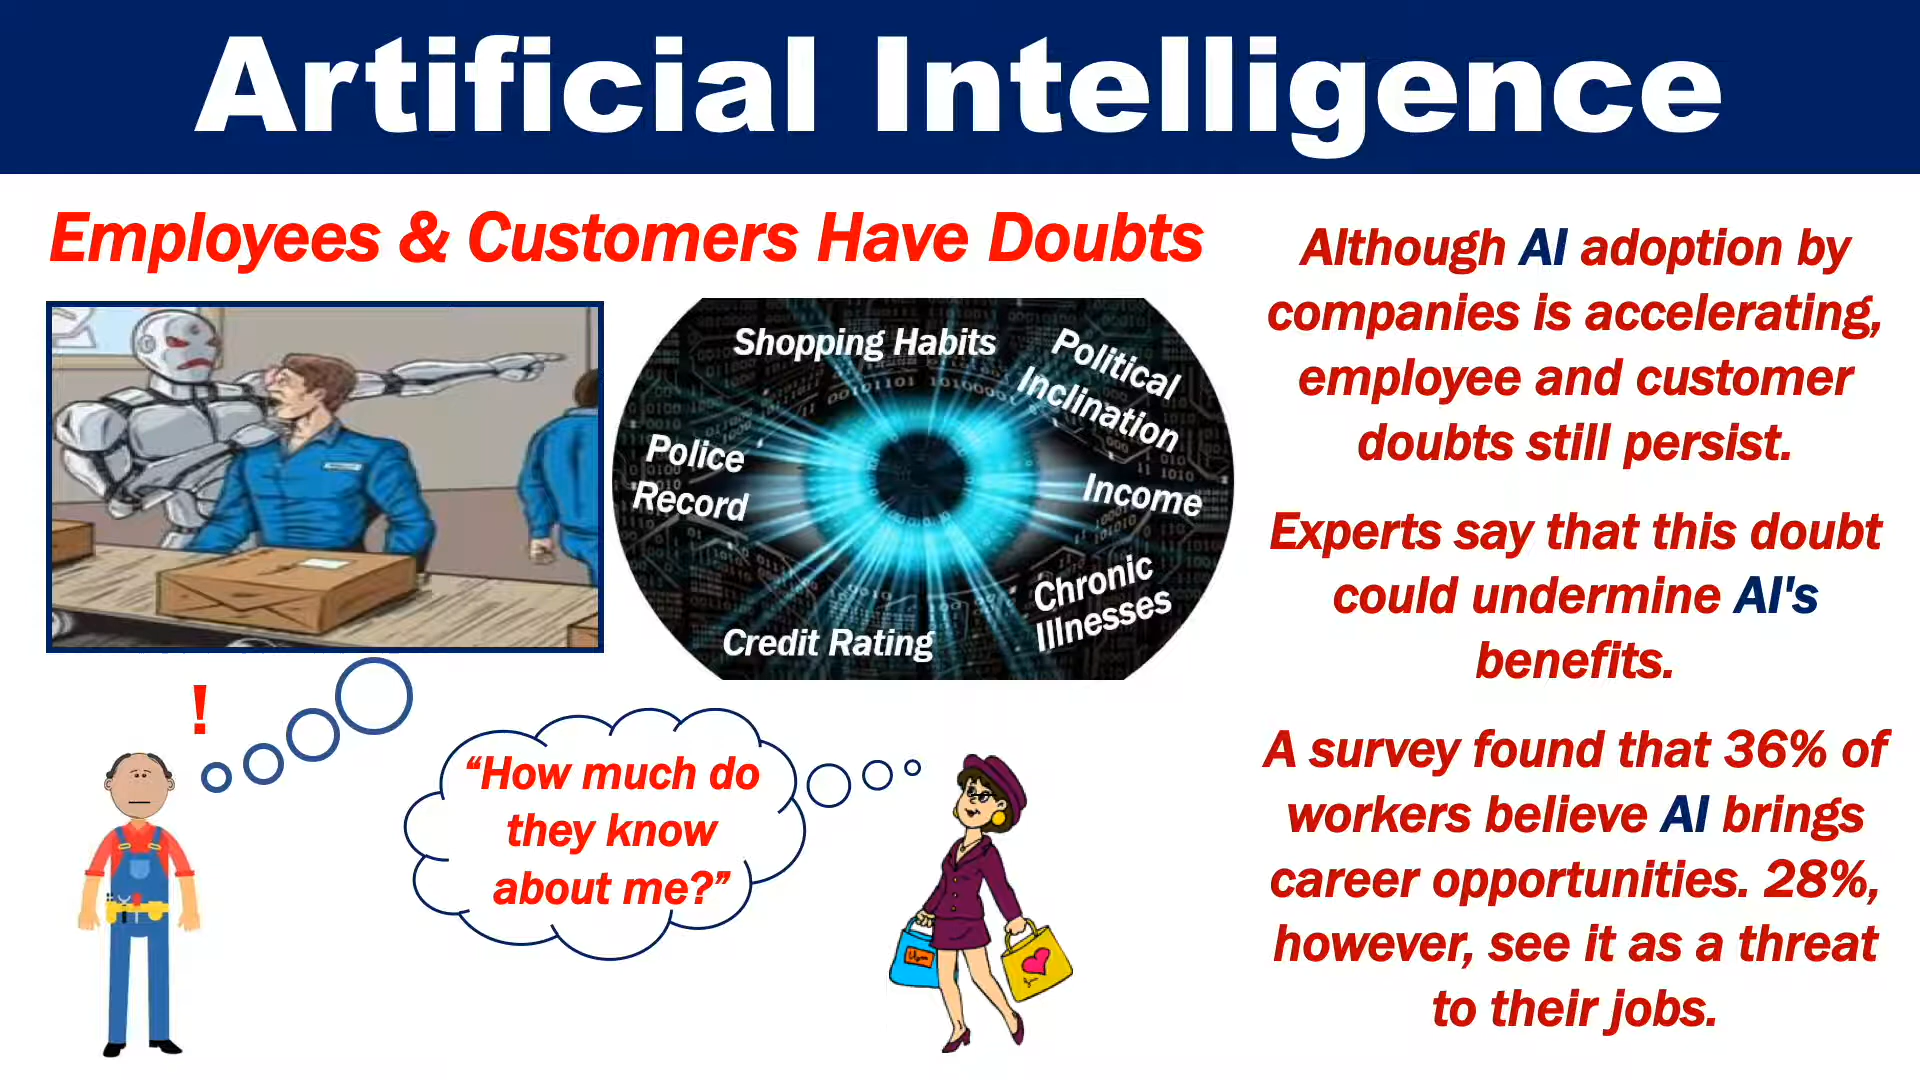 Artificial Intelligence
Employees & Customers Have Doubts
Shopping Habits
Political
Inclination
Police
Record
Income
Chronic
Illnesses
Credit Rating
!
“How much do
they know
about me?”
Although AI adoption by
companies is accelerating,
employee and customer
doubts still persist.
Experts say that this doubt
could undermine AI's
benefits.
A survey found that 36% of
workers believe AI brings
career opportunities. 28%,
however, see it as a threat
to their jobs.